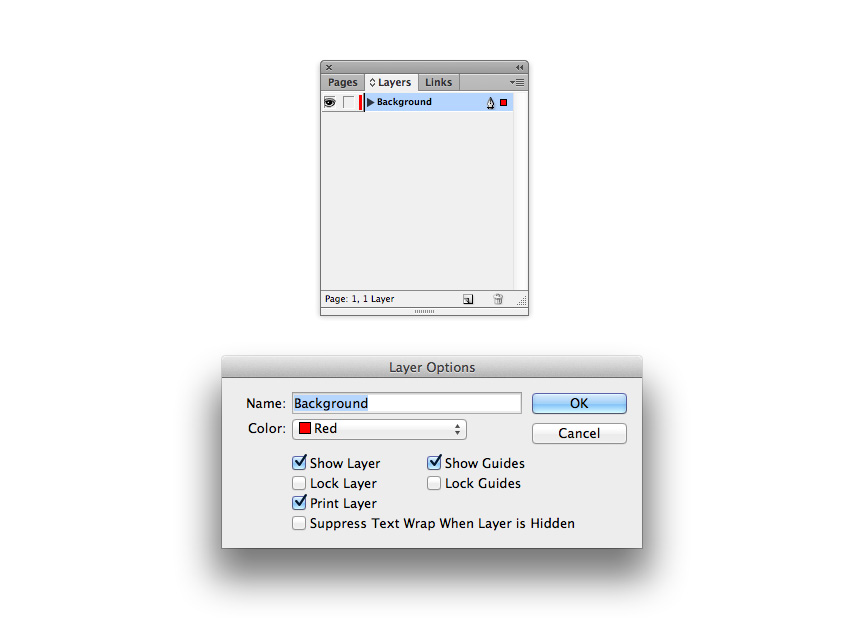 Pages Layers Links
Background
Page: 1, 1 Layer
Layer Options
Name: Background OK
Color: Red Cancel
Show Layer Show Guides
Lock Layer Lock Guides
Print Layer
Suppress Text Wrap When Layer is Hidden